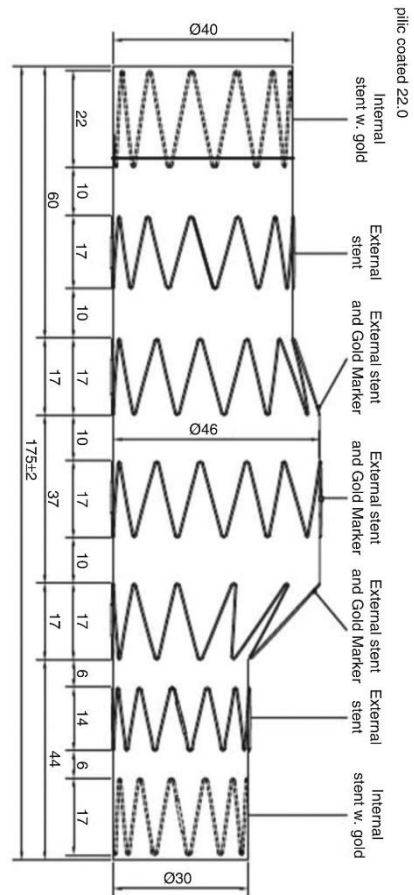 pilic coated 22.0
Internal
stent w. gold
External
stent
External stent
and Gold Marker
External stent
and Gold Marker
External stent
and Gold Marker
External
stent
Internal
stent w. gold
Ø40
Ø46
Ø30
22
10
17
10
17
10
17
10
17
6
14
6
17
60
17
37
17
44
175±2